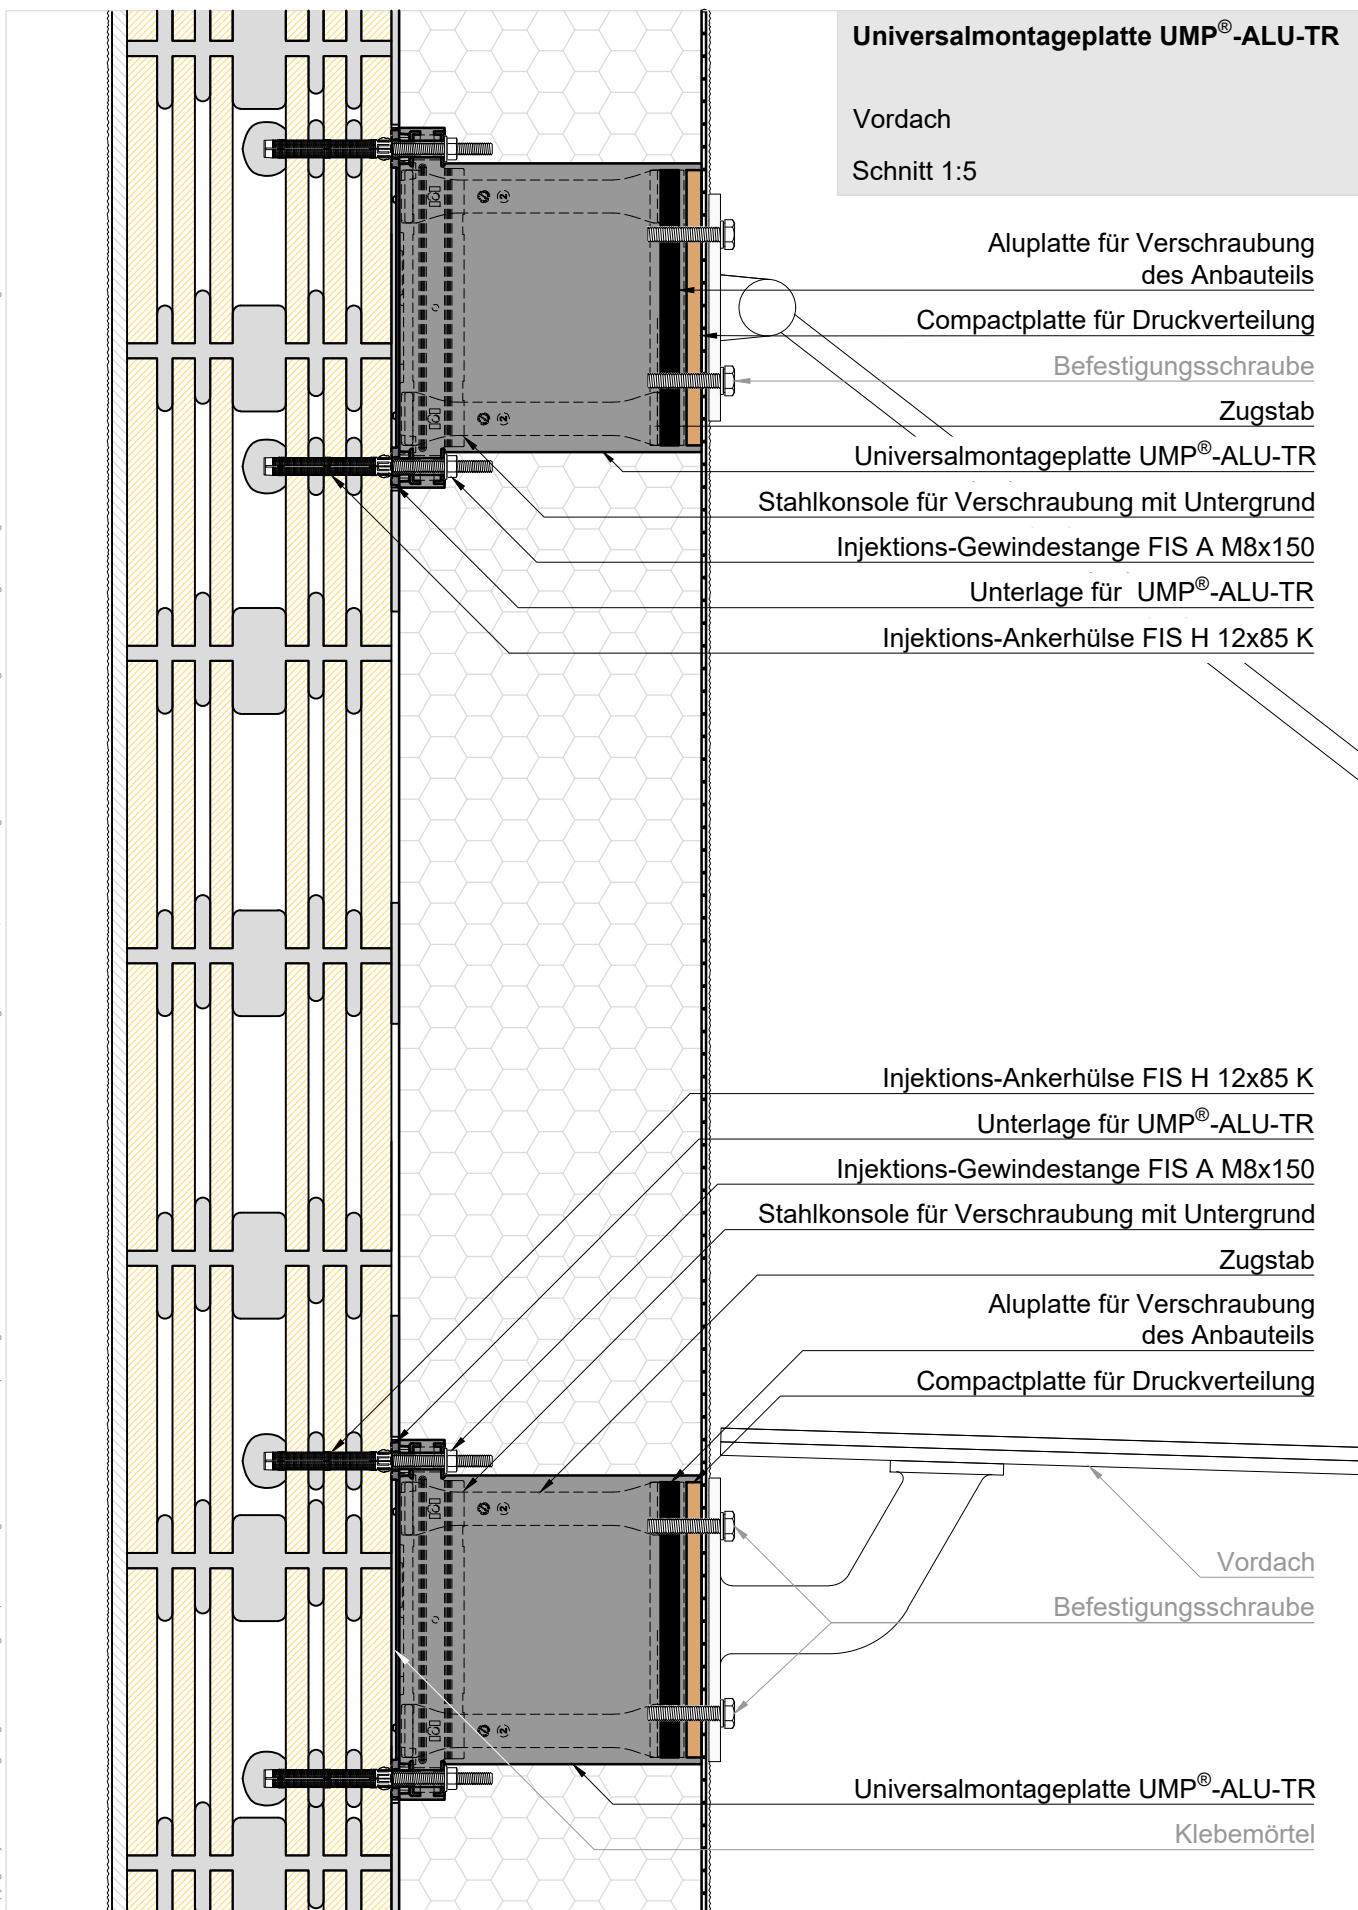 Universalmontageplatte UMP®-ALU-TR
Vordach
Schnitt 1:5
Aluplatte für Verschraubung
des Anbauteils
Compactplatte für Druckverteilung
Befestigungsschraube
Zugstab
Universalmontageplatte UMP®-ALU-TR
Stahlkonsole für Verschraubung mit Untergrund
Injektions-Gewindestange FIS A M8x150
Unterlage für UMP®-ALU-TR
Injektions-Ankerhülse FIS H 12x85 K
Injektions-Ankerhülse FIS H 12x85 K
Unterlage für UMP®-ALU-TR
Injektions-Gewindestange FIS A M8x150
Stahlkonsole für Verschraubung mit Untergrund
Zugstab
Aluplatte für Verschraubung
des Anbauteils
Compactplatte für Druckverteilung
Vordach
Befestigungsschraube
Universalmontageplatte UMP®-ALU-TR
Klebemörtel